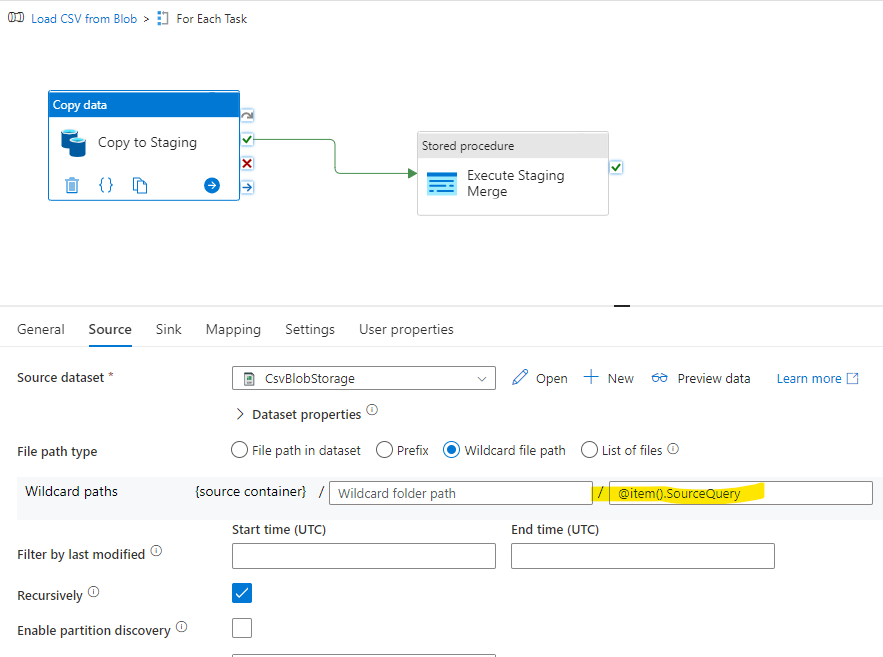 Load CSV from Blob > For Each Task
Copy data
Copy to Staging
Stored procedure
Execute Staging
Merge
General Source Sink Mapping Settings User properties
Source dataset * CsvBlobStorage Open New Preview data Learn more
Dataset properties
File path type File path in dataset Prefix Wildcard file path List of files
Wildcard paths {source container} / Wildcard folder path / @item().SourceQuery
Start time (UTC) End time (UTC)
Filter by last modified
Recursively
Enable partition discovery